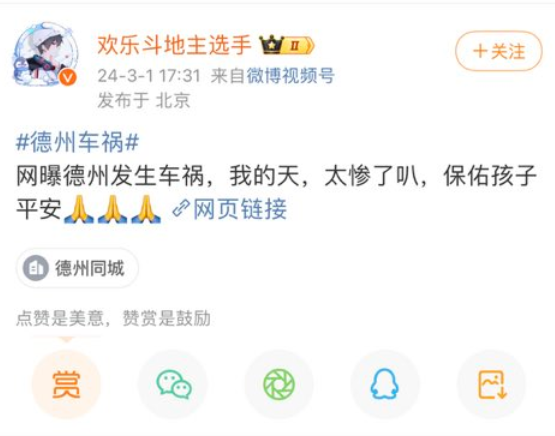 欢乐斗地主选手
II
+关注
24-3-1 17:31 来自微博视频号
发布于 北京
#德州车祸#
网曝德州发生车祸，我的天，太惨了叭，保佑孩子
平安🙏🙏🙏 网页链接
德州同城
点赞是美意，赞赏是鼓励
赏